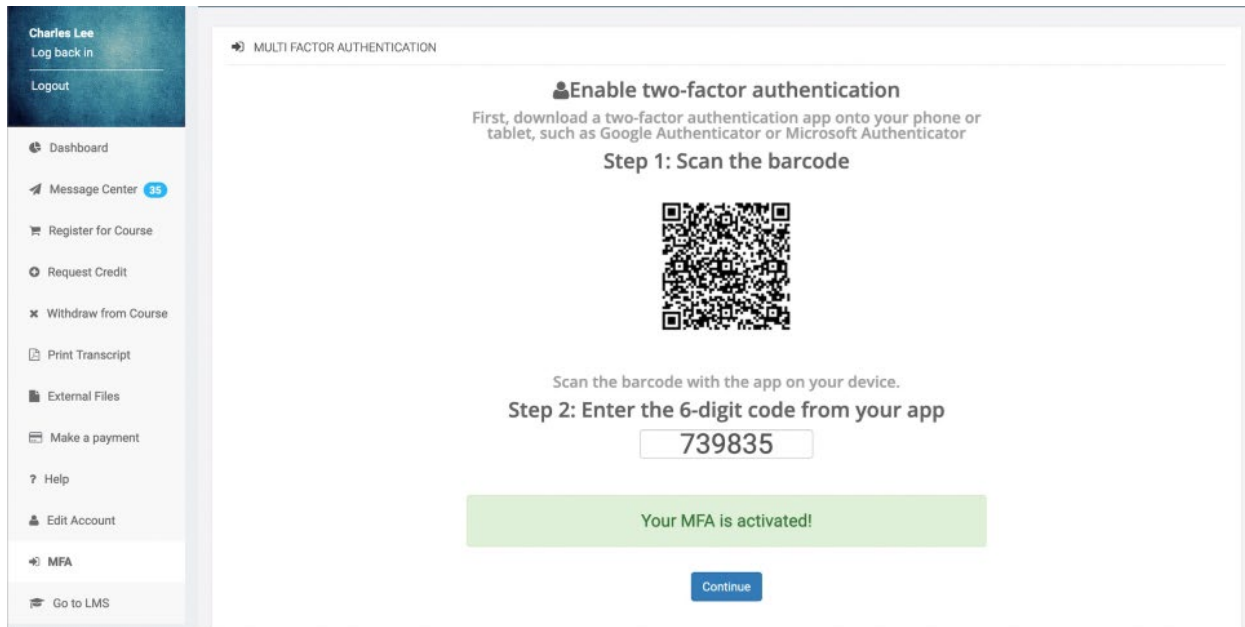 Charles Lee
Log back in
Logout
Dashboard
Message Center 35
Register for Course
Request Credit
Withdraw from Course
Print Transcript
External Files
Make a payment
? Help
Edit Account
MFA
Go to LMS
MULTI FACTOR AUTHENTICATION
Enable two-factor authentication
First, download a two-factor authentication app onto your phone or
tablet, such as Google Authenticator or Microsoft Authenticator
Step 1: Scan the barcode
Scan the barcode with the app on your device.
Step 2: Enter the 6-digit code from your app
739835
Your MFA is activated!
Continue